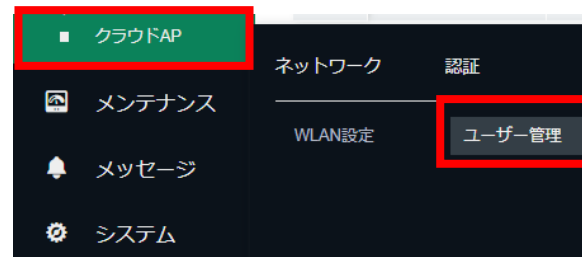 クラウドAP
メンテナンス
メッセージ
システム
ネットワーク
WLAN設定
認証
ユーザー管理